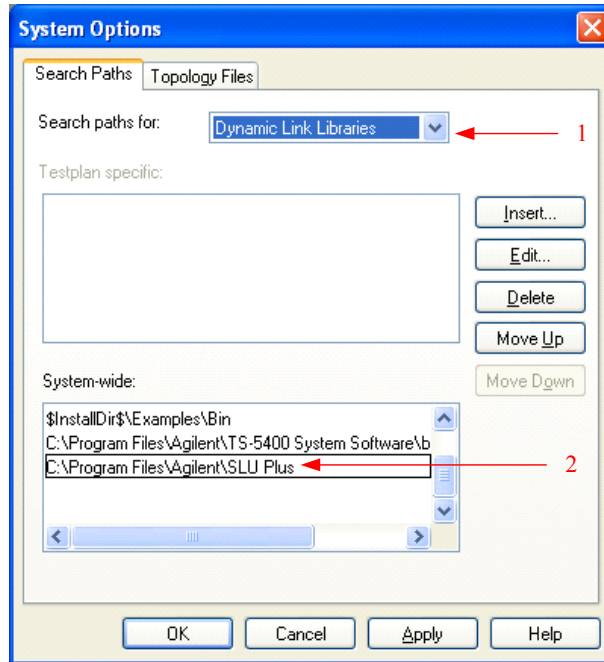 System Options
Search Paths
Topology Files
Search paths for:
Dynamic Link Libraries
1
Testplan specific:
Insert...
Edit...
Delete
Move Up
System-wide:
Move Down
$InstallDir$\Examples\Bin
C:\Program Files\Agilent\TS-5400 System Software\b
C:\Program Files\Agilent\SLU Plus
2
OK
Cancel
Apply
Help